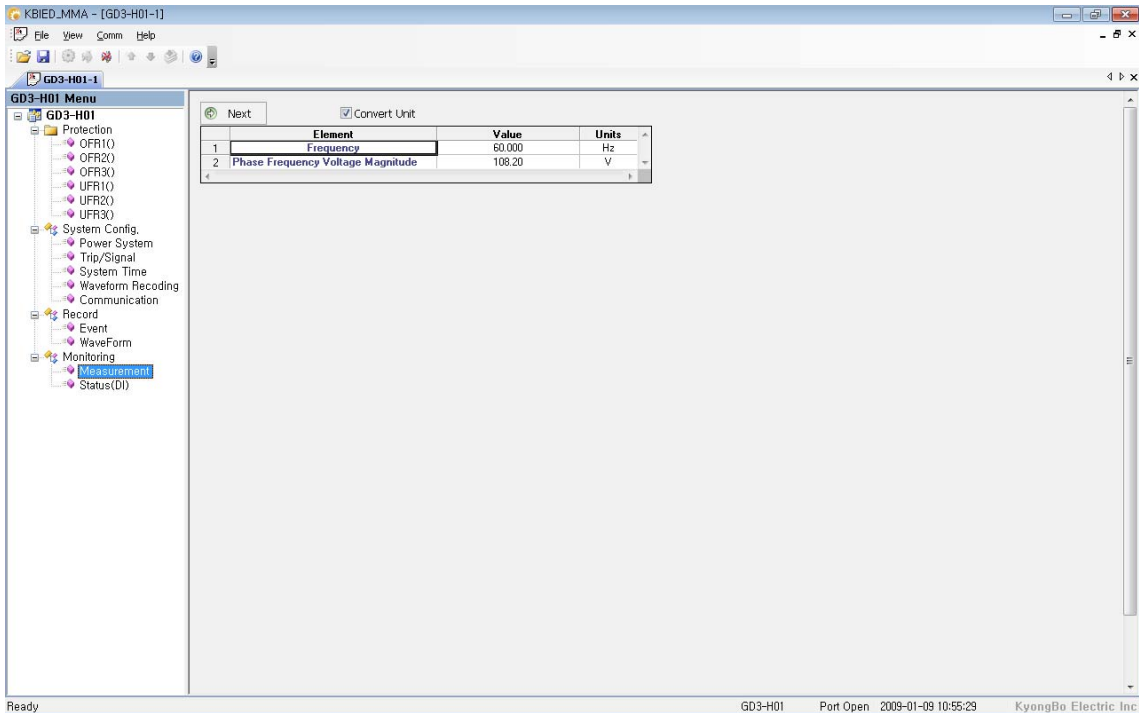 KBIED_MMA - [GD3-H01-1]
File View Comm Help
GD3-H01-1
GD3-H01 Menu
GD3-H01
Protection
OFR1()
OFR2()
OFR3()
UFR1()
UFR2()
UFR3()
System Config.
Power System
Trip/Signal
System Time
Waveform Recoding
Communication
Record
Event
WaveForm
Monitoring
Measurement
Status(DI)
Next Convert Unit
Element Value Units
1 Frequency 60.000 Hz
2 Phase Frequency Voltage Magnitude 108.20 V
Ready GD3-H01 Port Open 2009-01-09 10:55:29 KyongBo Electric Inc